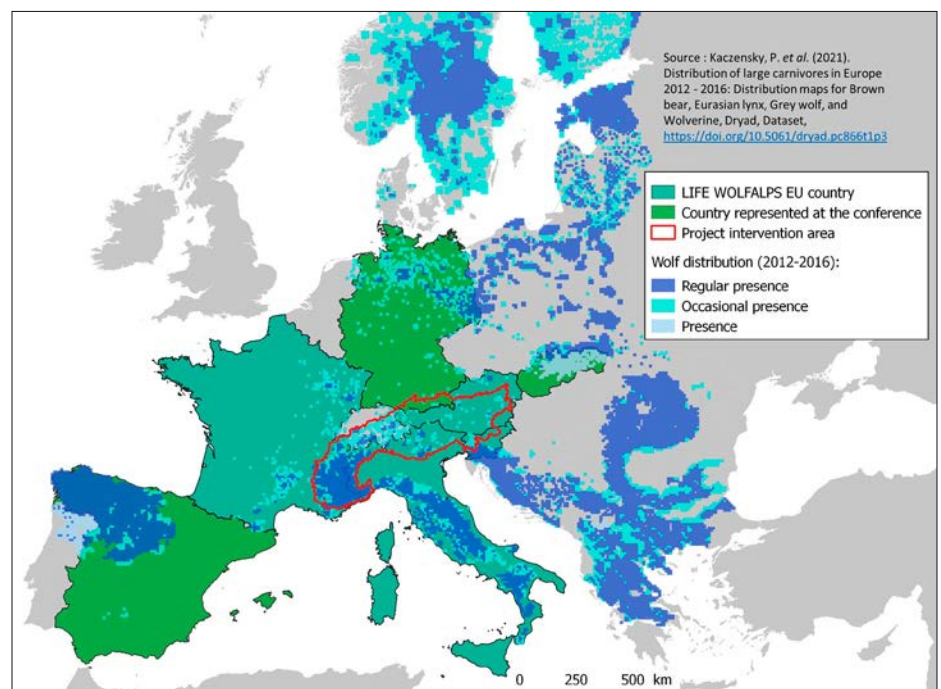 Source : Kaczensky, P. et al. (2021).
Distribution of large carnivores in Europe
2012 - 2016: Distribution maps for Brown
bear, Eurasian lynx, Grey wolf, and
Wolverine, Dryad, Dataset,
https://doi.org/10.5061/dryad.pc866t1p3
LIFE WOLFALPS EU country
Country represented at the conference
Project intervention area
Wolf distribution (2012-2016):
Regular presence
Occasional presence
Presence
0 250 500 km